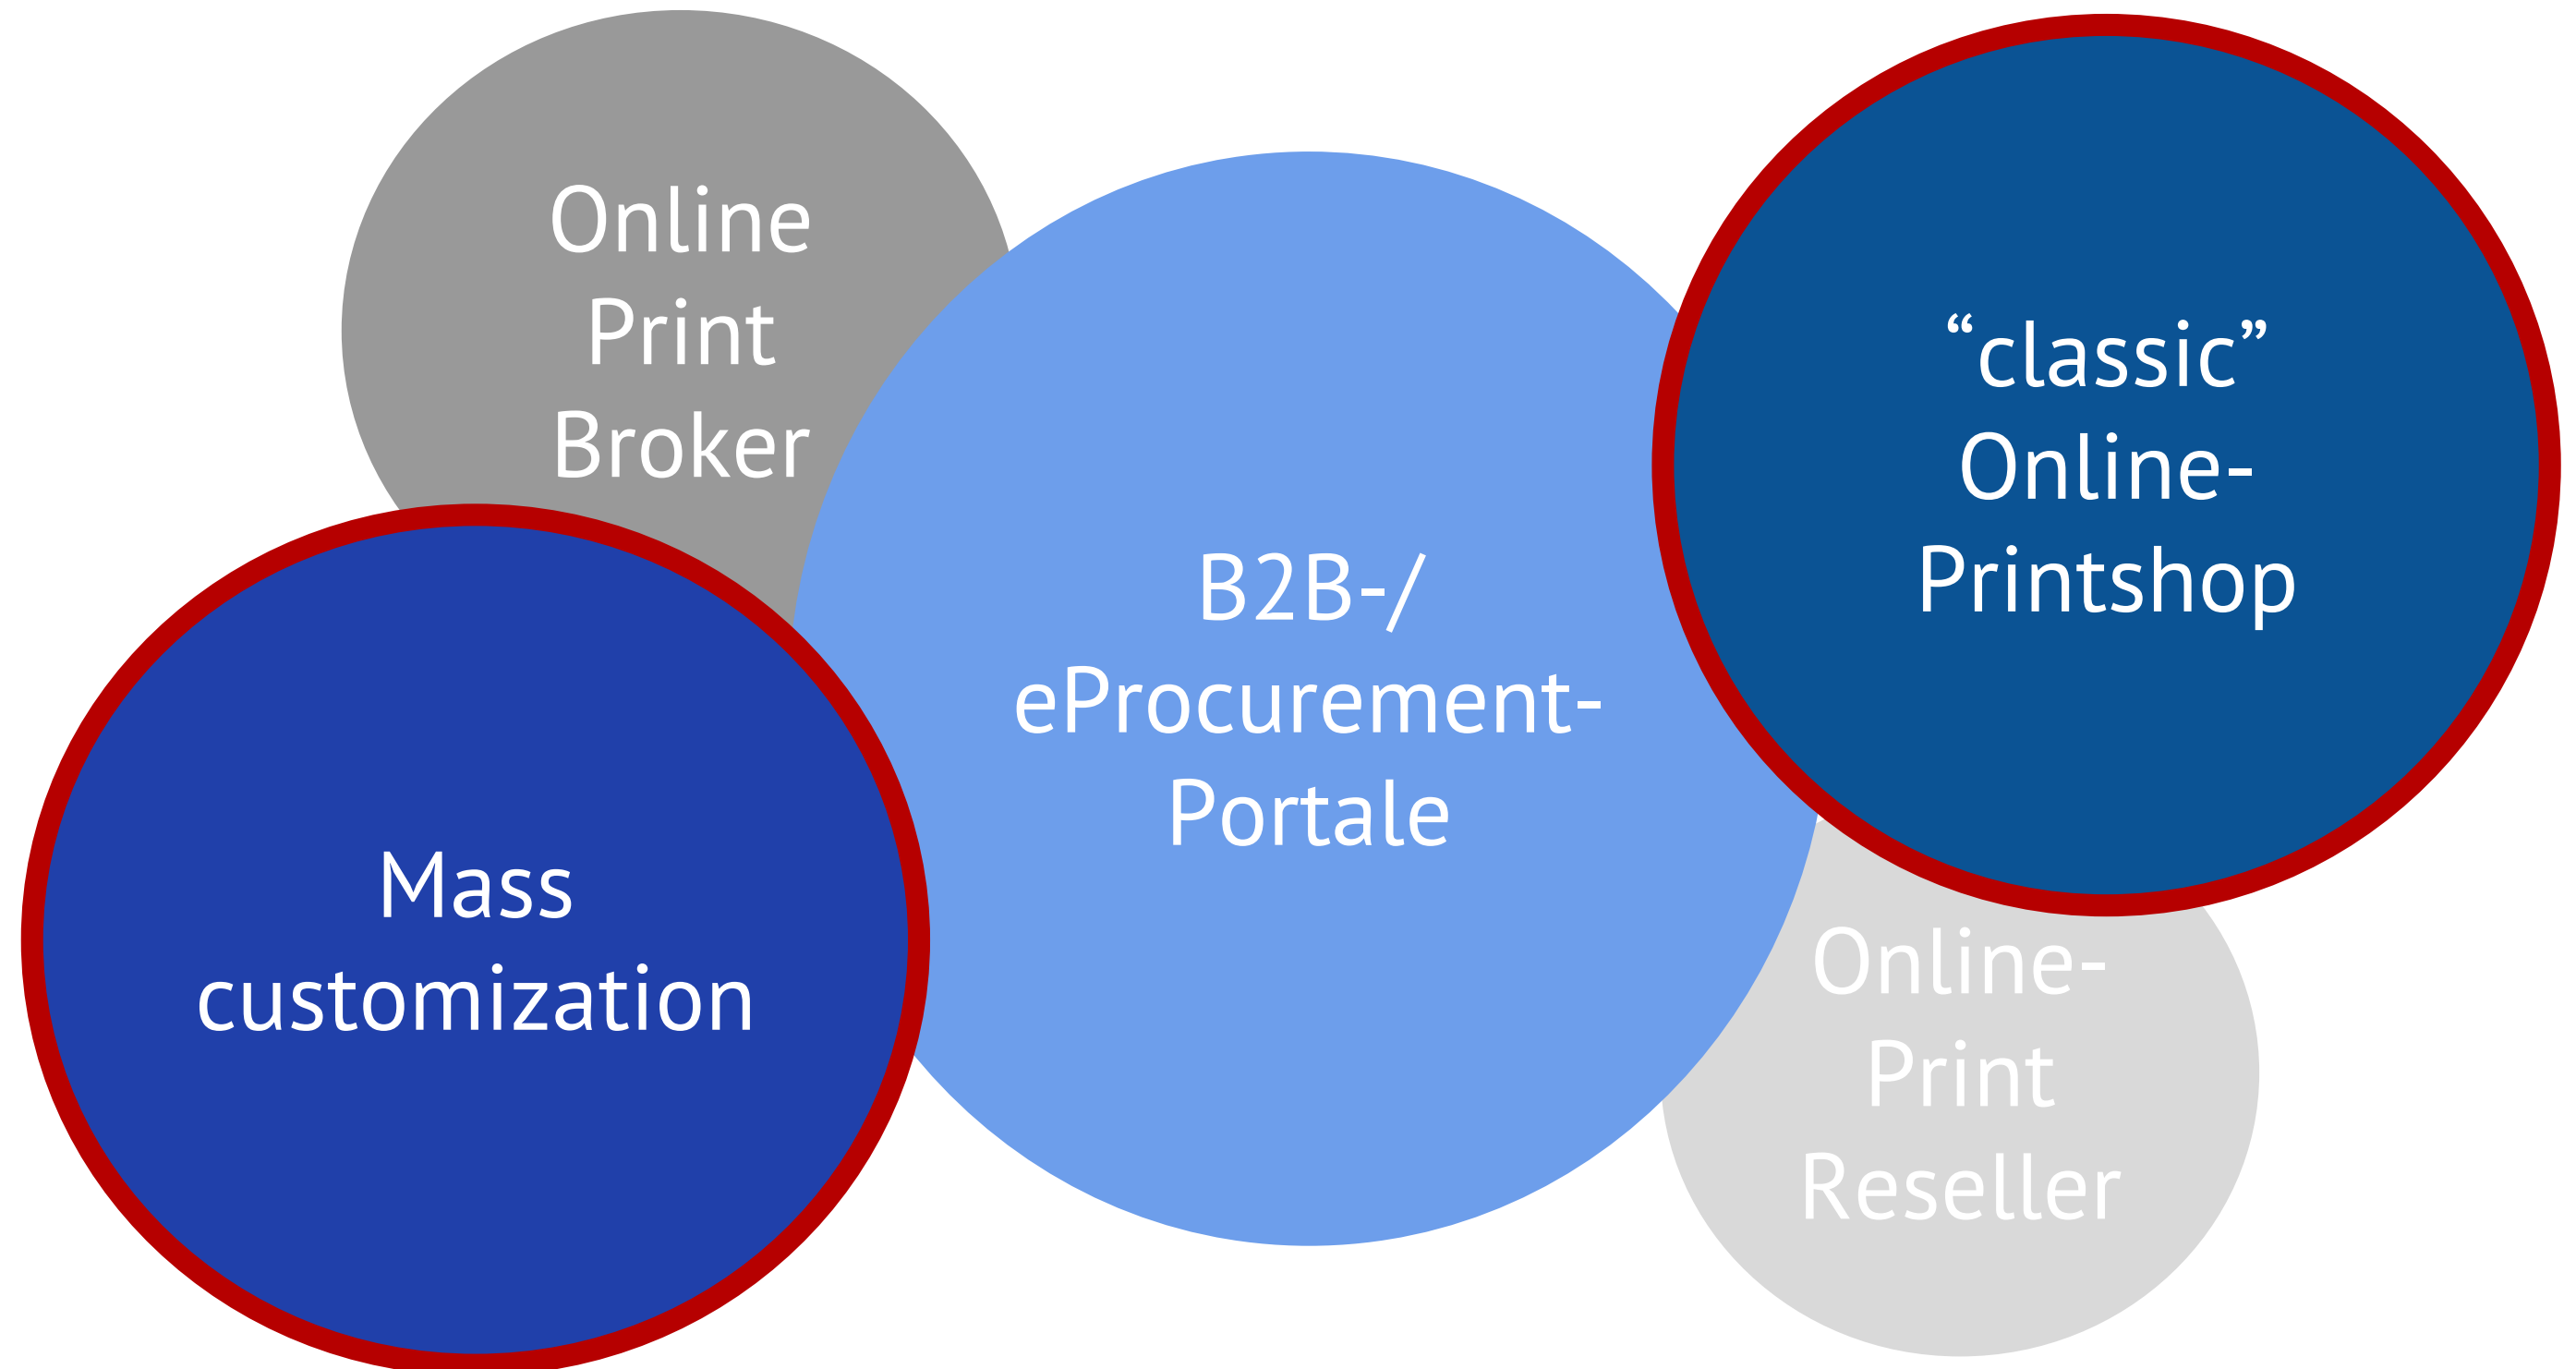 Online
Print
Broker
“classic”
Online-
Printshop
B2B-/
eProcurement-
Portale
Mass
customization
Online-
Print
Reseller